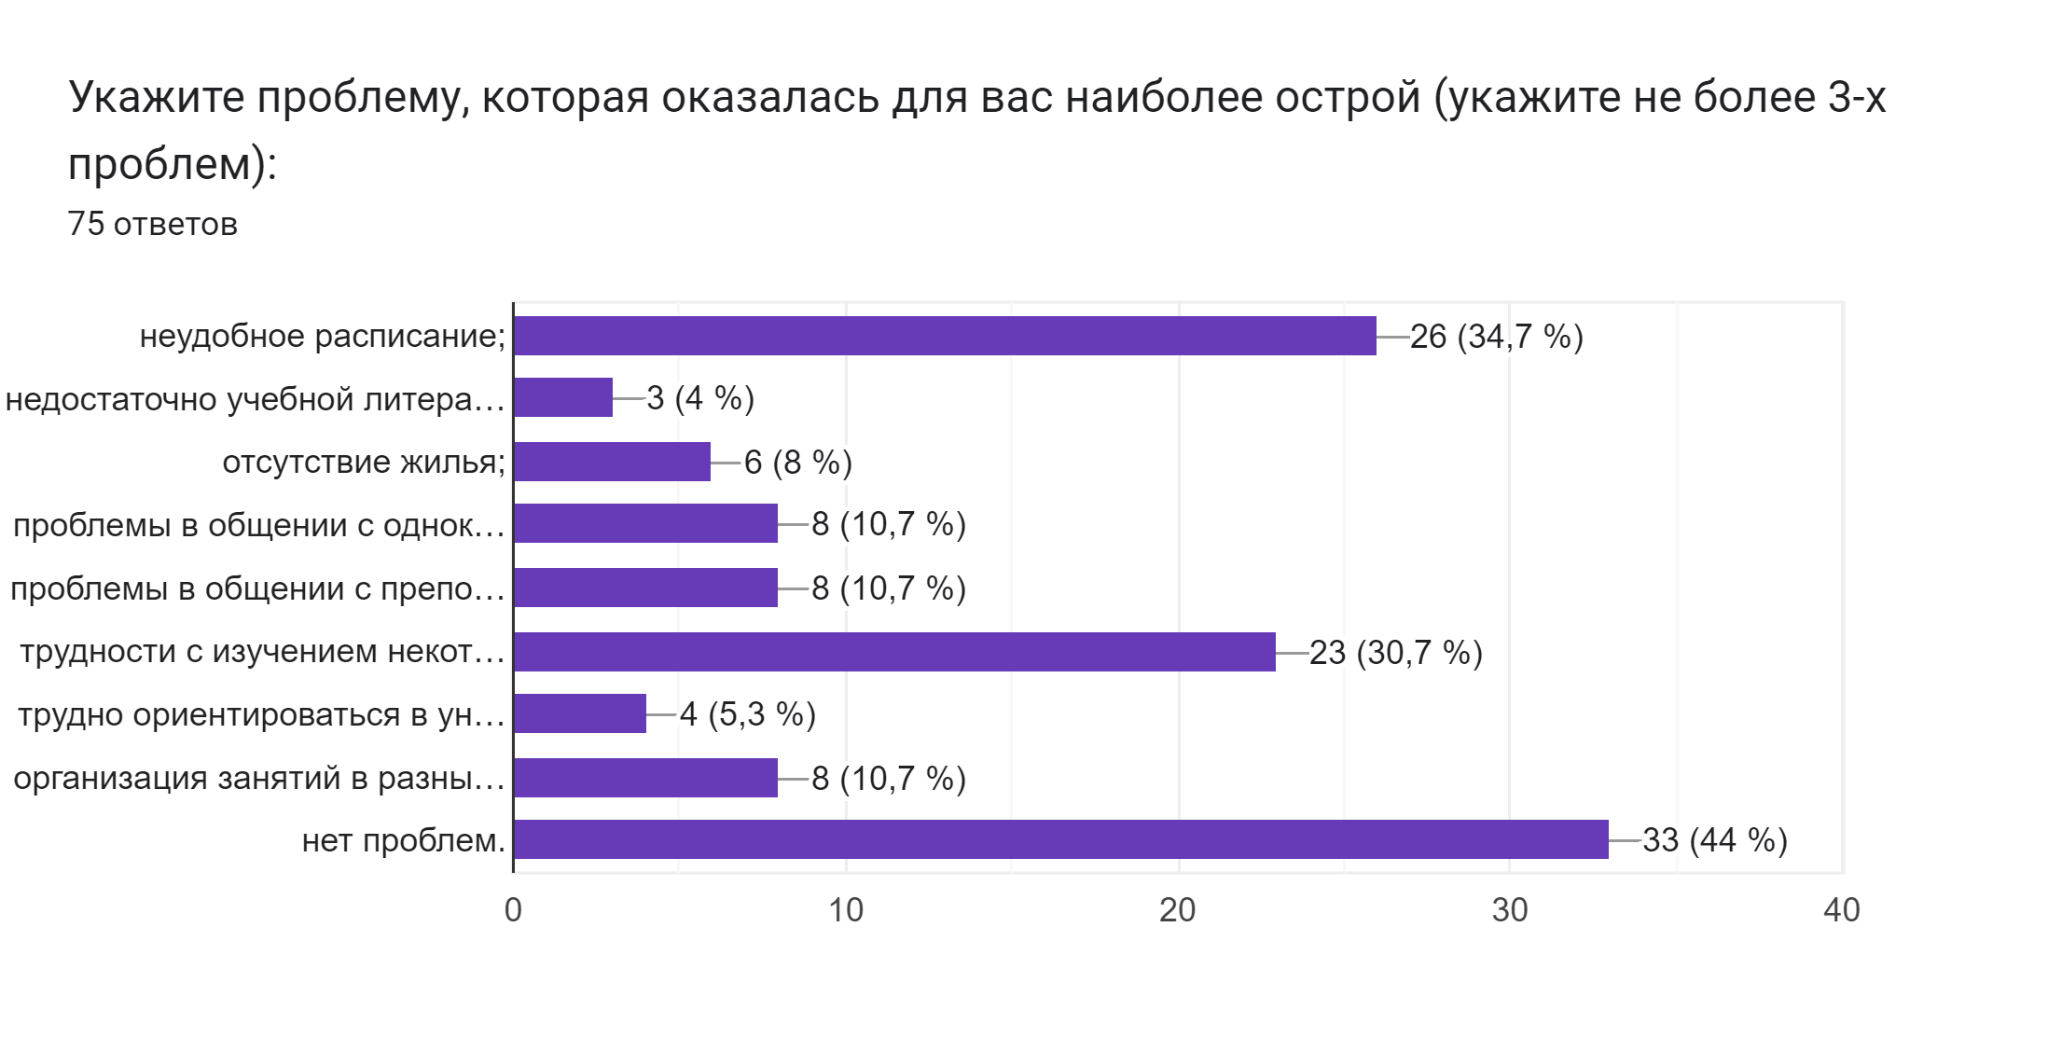 Укажите проблему, которая оказалась для вас наиболее острой (укажите не более 3-х
проблем):
75 ответов
неудобное расписание; 26 (34,7 %)
недостаточно учебной литера… 3 (4 %)
отсутствие жилья; 6 (8 %)
проблемы в общении с однок… 8 (10,7 %)
проблемы в общении с препо… 8 (10,7 %)
трудности с изучением некот… 23 (30,7 %)
трудно ориентироваться в ун… 4 (5,3 %)
организация занятий в разны… 8 (10,7 %)
нет проблем. 33 (44 %)
0 10 20 30 40